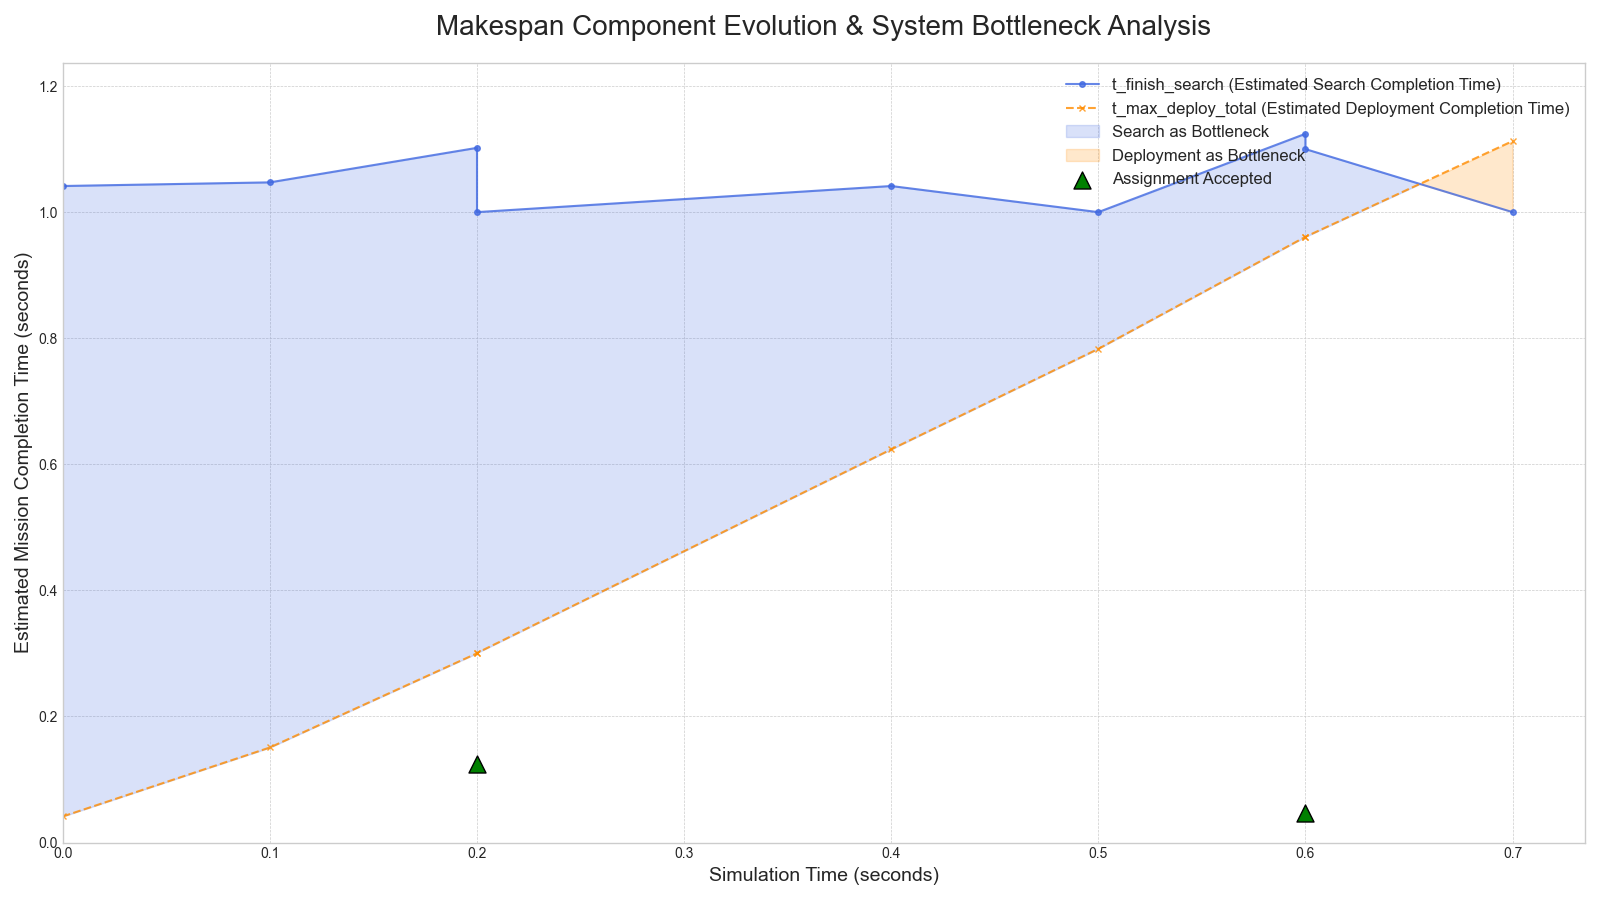 Makespan Component Evolution & System Bottleneck Analysis
t_finish_search (Estimated Search Completion Time)
t_max_deploy_total (Estimated Deployment Completion Time)
Search as Bottleneck
Deployment as Bottleneck
Assignment Accepted
Estimated Mission Completion Time (seconds)
1.2
1.0
0.8
0.6
0.4
0.2
0.0
0.0 0.1 0.2 0.3 0.4 0.5 0.6 0.7
Simulation Time (seconds)